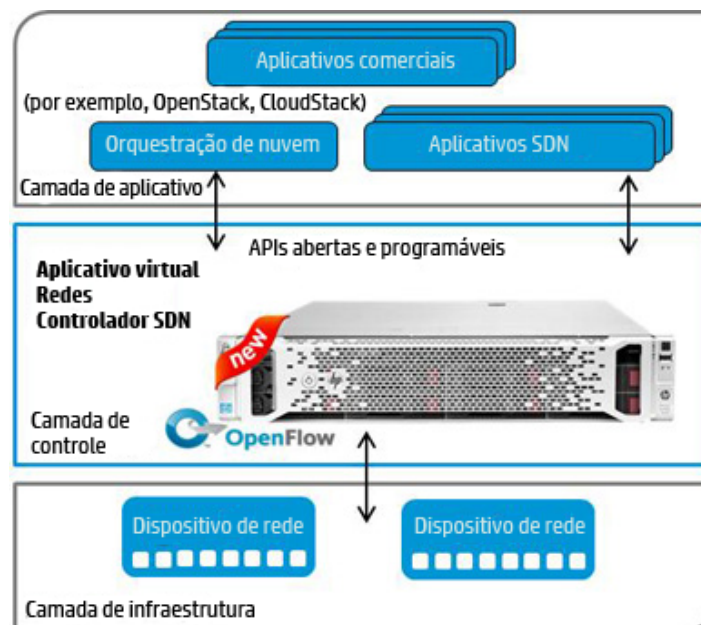 Aplicativos comerciais
(por exemplo, OpenStack, CloudStack)
Orquestração de nuvem
Aplicativos SDN
Camada de aplicativo
APIs abertas e programáveis
Aplicativo virtual
Redes
Controlador SDN
new
hp
Camada de
controle
OpenFlow
Dispositivo de rede
Dispositivo de rede
Camada de infraestrutura